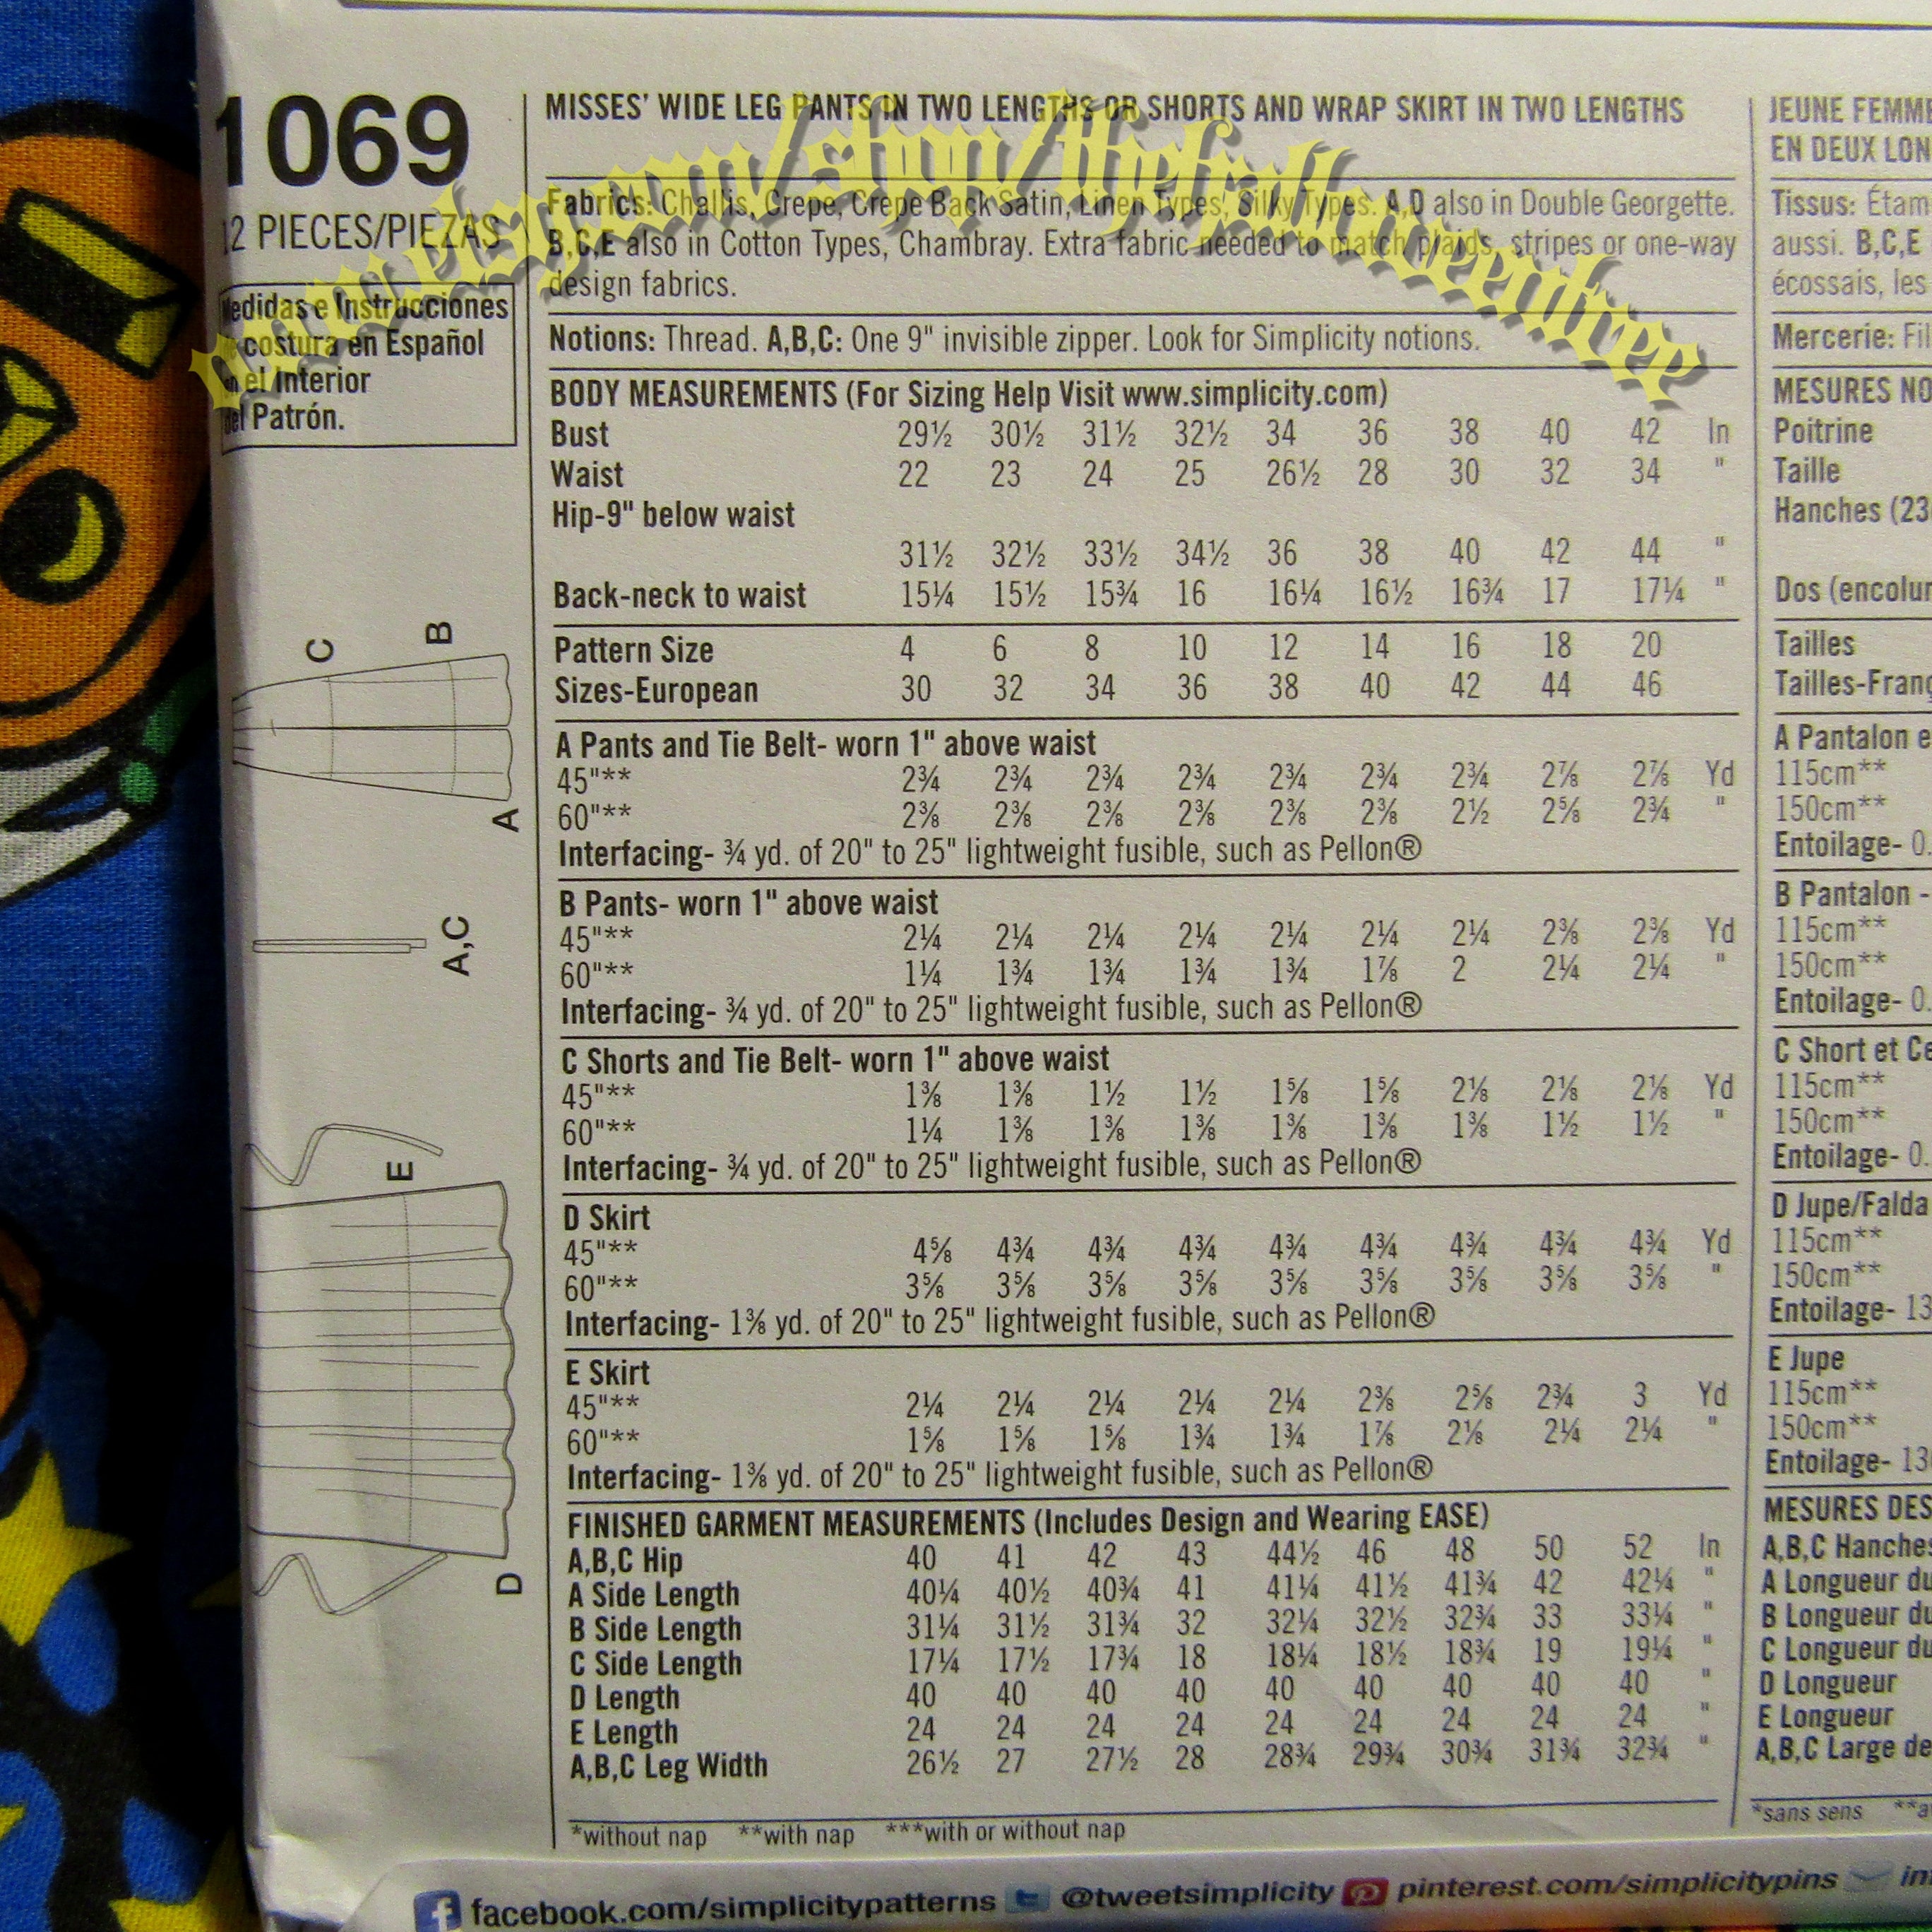 1069
12 PIECES/PIEZAS
Medidas e Instrucciones
costura en Español
en el Interior
del Patrón.
C
B
A
A,C
E
D
MISSES' WIDE LEG PANTS IN TWO LENGTHS OR SHORTS AND WRAP SKIRT IN TWO LENGTHS
www.etsy.com/shop/thefralloweendree
Fabrics: Challis, Crepe, Crepe Back Satin, Linen Types, Silky Types. A,D also in Double Georgette.
B,C,E also in Cotton Types, Chambray. Extra fabric needed to match plaids, stripes or one-way
design fabrics.
Notions: Thread. A,B,C: One 9" invisible zipper. Look for Simplicity notions.
BODY MEASUREMENTS (For Sizing Help Visit www.simplicity.com)
Bust 29½ 30½ 31½ 32½ 34 36 38 40 42 In
Waist 22 23 24 25 26½ 28 30 32 34 "
Hip-9" below waist
31½ 32½ 33½ 34½ 36 38 40 42 44 "
Back-neck to waist 15¼ 15½ 15¾ 16 16¼ 16½ 16¾ 17 17¼ "
Pattern Size 4 6 8 10 12 14 16 18 20
Sizes-European 30 32 34 36 38 40 42 44 46
A Pants and Tie Belt- worn 1" above waist
45"** 2¾ 2¾ 2¾ 2¾ 2¾ 2¾ 2¾ 2⅞ 2⅞ Yd
60"** 2⅜ 2⅜ 2⅜ 2⅜ 2⅜ 2⅜ 2½ 2⅝ 2¾ "
Interfacing- ¾ yd. of 20" to 25" lightweight fusible, such as Pellon®
B Pants- worn 1" above waist
45"** 2¼ 2¼ 2¼ 2¼ 2¼ 2¼ 2¼ 2⅜ 2⅜ Yd
60"** 1¼ 1¾ 1¾ 1¾ 1¾ 1⅞ 2 2¼ 2¼ "
Interfacing- ¾ yd. of 20" to 25" lightweight fusible, such as Pellon®
C Shorts and Tie Belt- worn 1" above waist
45"** 1⅜ 1⅜ 1½ 1½ 1⅝ 1⅝ 2⅛ 2⅛ 2⅛ Yd
60"** 1¼ 1⅜ 1⅜ 1⅜ 1⅜ 1⅜ 1⅜ 1½ 1½ "
Interfacing- ¾ yd. of 20" to 25" lightweight fusible, such as Pellon®
D Skirt
45"** 4⅝ 4¾ 4¾ 4¾ 4¾ 4¾ 4¾ 4¾ 4¾ Yd
60"** 3⅝ 3⅝ 3⅝ 3⅝ 3⅝ 3⅝ 3⅝ 3⅝ 3⅝ "
Interfacing- 1⅜ yd. of 20" to 25" lightweight fusible, such as Pellon®
E Skirt
45"** 2¼ 2¼ 2¼ 2¼ 2¼ 2⅜ 2⅝ 2¾ 3 Yd
60"** 1⅝ 1⅝ 1⅝ 1¾ 1¾ 1⅞ 2⅛ 2¼ 2¼ "
Interfacing- 1⅜ yd. of 20" to 25" lightweight fusible, such as Pellon®
FINISHED GARMENT MEASUREMENTS (Includes Design and Wearing EASE)
A,B,C Hip 40 41 42 43 44½ 46 48 50 52 In
A Side Length 40¼ 40½ 40¾ 41 41¼ 41½ 41¾ 42 42¼ "
B Side Length 31¼ 31½ 31¾ 32 32¼ 32½ 32¾ 33 33¼ "
C Side Length 17¼ 17½ 17¾ 18 18¼ 18½ 18¾ 19 19¼ "
D Length 40 40 40 40 40 40 40 40 40 "
E Length 24 24 24 24 24 24 24 24 24 "
A,B,C Leg Width 26½ 27 27½ 28 28¾ 29¾ 30¾ 31¾ 32¾ "
*without nap **with nap ***with or without nap
JEUNE FEMME
EN DEUX LON
Tissus: Étam
aussi. B,C,E
écossais, les
Mercerie: Fil
MESURES NO
Poitrine
Taille
Hanches (23
Dos (encolur
Tailles
Tailles-Franç
A Pantalon e
115cm**
150cm**
Entoilage- 0.
B Pantalon -
115cm**
150cm**
Entoilage- 0.
C Short et Ce
115cm**
150cm**
Entoilage- 0.
D Jupe/Falda
115cm**
150cm**
Entoilage- 13
E Jupe
115cm**
150cm**
Entoilage- 13
MESURES DES
A,B,C Hanches
A Longueur du
B Longueur du
C Longueur du
D Longueur
E Longueur
A,B,C Large de
*sans sens **a
facebook.com/simplicitypatterns @tweetsimplicity pinterest.com/simplicitypins in